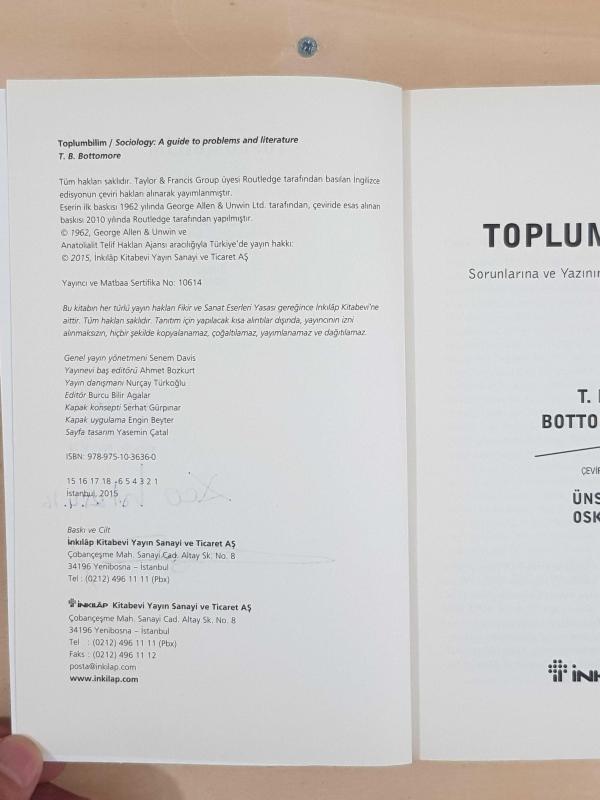 Toplumbilim / Sociology: A guide to problems and literature
T. B. Bottomore
Tüm hakları saklıdır. Taylor & Francis Group üyesi Routledge tarafından basılan İngilizce
edisyonun çeviri hakları alınarak yayımlanmıştır.
Eserin ilk baskısı 1962 yılında George Allen & Unwin Ltd. tarafından, çeviride esas alınan
baskısı 2010 yılında Routledge tarafından yapılmıştır.
© 1962, George Allen & Unwin ve
Anatolialit Telif Hakları Ajansı aracılığıyla Türkiye'de yayın hakkı:
© 2015, İnkılâp Kitabevi Yayın Sanayi ve Ticaret AŞ
Yayıncı ve Matbaa Sertifika No: 10614
Bu kitabın her türlü yayın hakları Fikir ve Sanat Eserleri Yasası gereğince İnkılâp Kitabevi'ne
aittir. Tüm hakları saklıdır. Tanıtım için yapılacak kısa alıntılar dışında, yayıncının izni
alınmaksızın, hiçbir şekilde kopyalanamaz, çoğaltılamaz, yayımlanamaz ve dağıtılamaz.
Genel yayın yönetmeni Senem Davis
Yayınevi baş editörü Ahmet Bozkurt
Yayın danışmanı Nurçay Türkoğlu
Editör Burcu Bilir Agalar
Kapak konsepti Serhat Gürpınar
Kapak uygulama Engin Beyter
Sayfa tasarım Yasemin Çatal
ISBN: 978-975-10-3636-0
15 16 17 18 6 5 4 3 2 1
İstanbul, 2015
Baskı ve Cilt
İnkılâp Kitabevi Yayın Sanayi ve Ticaret AŞ
Çobançeşme Mah. Sanayi Cad. Altay Sk. No. 8
34196 Yenibosna – İstanbul
Tel : (0212) 496 11 11 (Pbx)
İNKILÂP Kitabevi Yayın Sanayi ve Ticaret AŞ
Çobançeşme Mah. Sanayi Cad. Altay Sk. No. 8
34196 Yenibosna – İstanbul
Tel : (0212) 496 11 11 (Pbx)
Faks : (0212) 496 11 12
posta@inkilap.com
www.inkilap.com
TOPLUM
Sorunlarına ve Yazının
T.
BOTTO
ÇEVİR
ÜNS
OSK
İNK